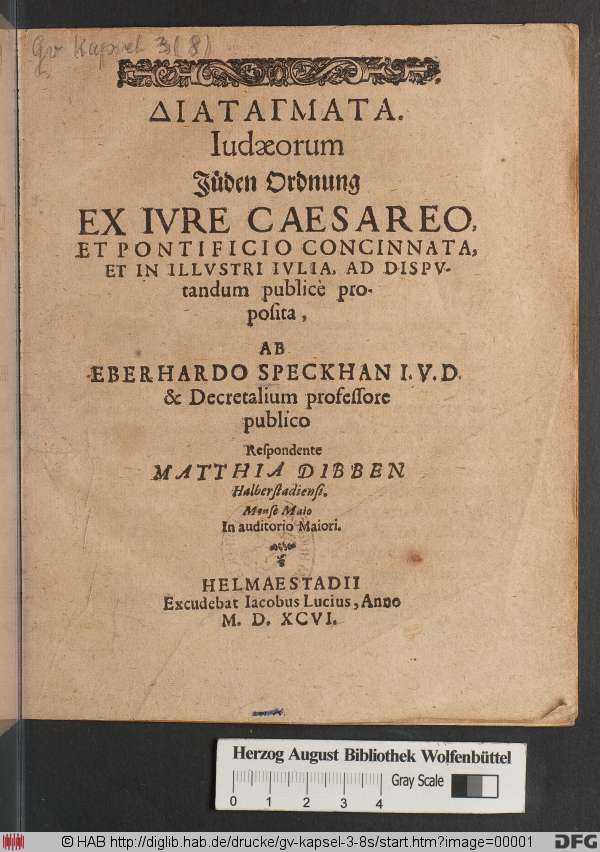 Gv Kapsel 3 (8)
ΔΙΑΤΑΓΜΑΤΑ.
Iudæorum
Jüden Ordnung
EX IVRE CAESAREO,
ET PONTIFICIO CONCINNATA,
ET IN ILLVSTRI IVLIA, AD DISPV-
tandum publicè pro-
posita,
AB
EBERHARDO SPECKHAN I.V.D.
& Decretalium professore
publico
Respondente
MATTHIA DIBBEN
Halberstadiensi.
Mense Maio
In auditorio Maiori.
HELMAESTADII
Excudebat Iacobus Lucius, Anno
M. D. XCVI.
Herzog August Bibliothek Wolfenbüttel
Gray Scale
0 1 2 3 4
© HAB http://diglib.hab.de/drucke/gv-kapsel-3-8s/start.htm?image=00001
DFG